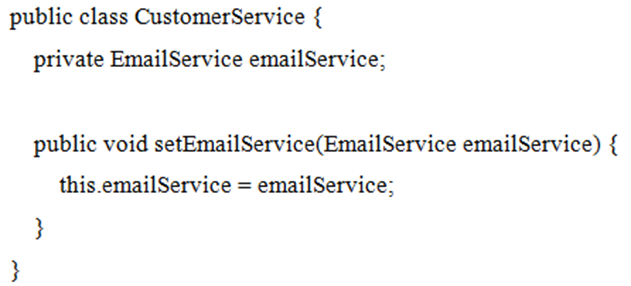 public class CustomerService {
private EmailService emailService;
public void setEmailService(EmailService emailService) {
this.emailService = emailService;
}
}